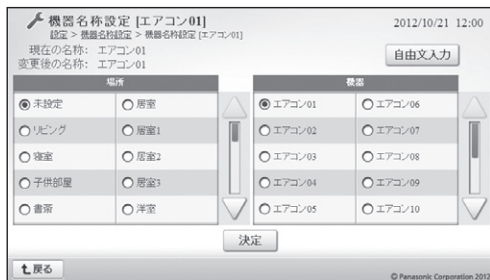 機器名称設定 [エアコン01]
2012/10/21 12:00
設定 > 機器名称設定 > 機器名称設定 [エアコン01]
現在の名称: エアコン01
変更後の名称: エアコン01
自由文入力
場所
機器
未設定 居室
リビング 居室1
寝室 居室2
子供部屋 居室3
書斎 洋室
エアコン01 エアコン06
エアコン02 エアコン07
エアコン03 エアコン08
エアコン04 エアコン09
エアコン05 エアコン10
決定
戻る
© Panasonic Corporation 2012